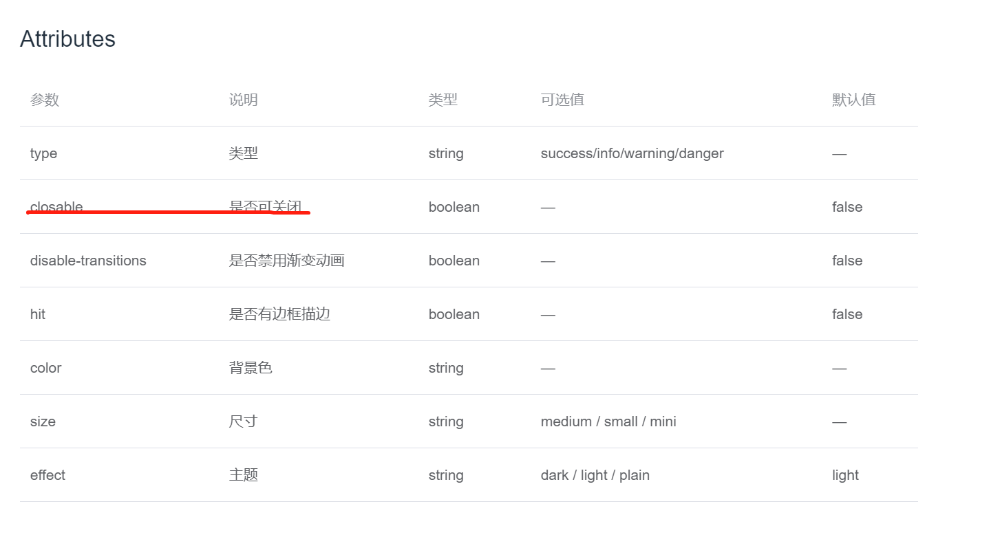 Attributes
参数 说明 类型 可选值 默认值
type 类型 string success/info/warning/danger —
closable 是否可关闭 boolean — false
disable-transitions 是否禁用渐变动画 boolean — false
hit 是否有边框描边 boolean — false
color 背景色 string — —
size 尺寸 string medium / small / mini —
effect 主题 string dark / light / plain light